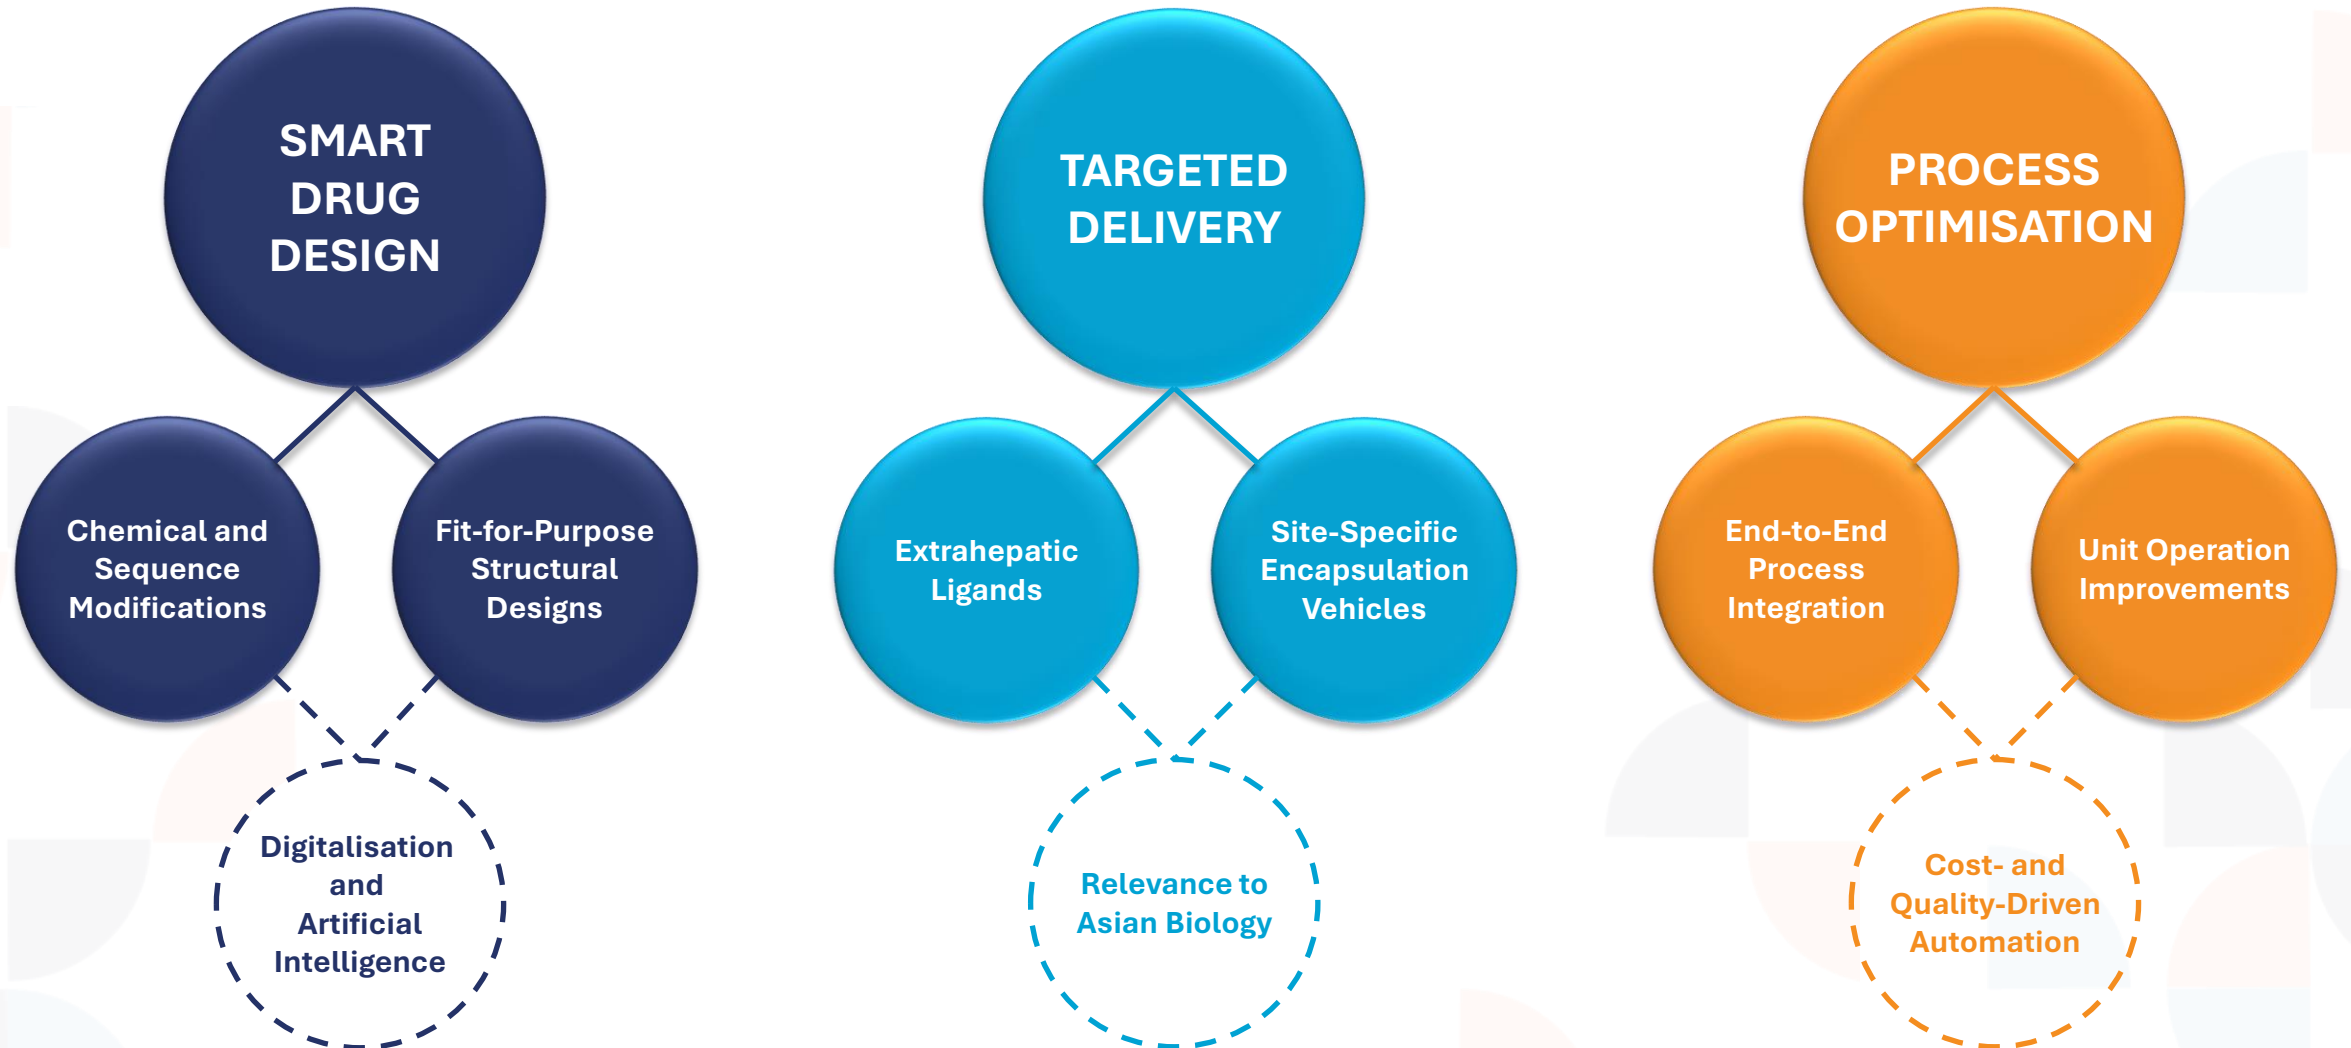 SMART
DRUG
DESIGN
Chemical and
Sequence
Modifications
Fit-for-Purpose
Structural
Designs
Digitalisation
and
Artificial
Intelligence
TARGETED
DELIVERY
Extrahepatic
Ligands
Site-Specific
Encapsulation
Vehicles
Relevance to
Asian Biology
PROCESS
OPTIMISATION
End-to-End
Process
Integration
Unit Operation
Improvements
Cost- and
Quality-Driven
Automation